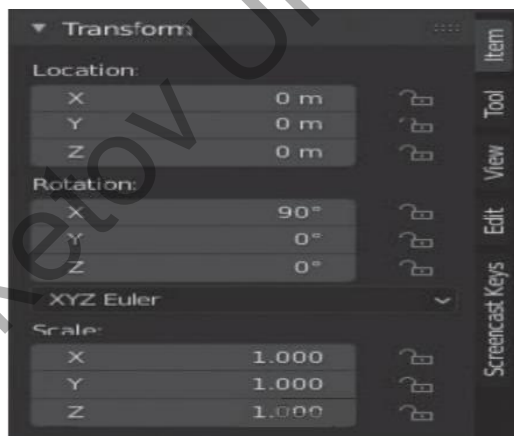 Transform
Location:
X 0 m
Y 0 m
Z 0 m
Rotation:
X 90°
Y 0°
Z 0°
XYZ Euler
Scale:
X 1.000
Y 1.000
Z 1.000
Item
Tool
View
Edit
Screencast Keys